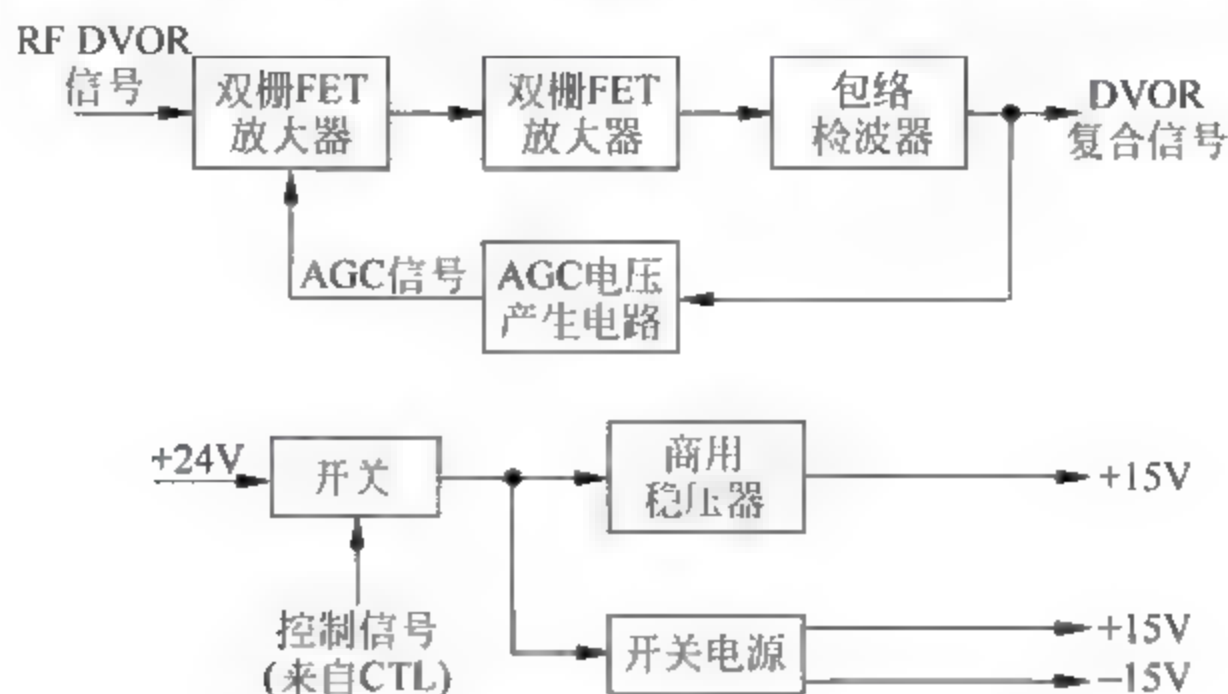 RF DVOR
信号
双栅FET
放大器
双栅FET
放大器
包络
检波器
DVOR
复合信号
AGC信号
AGC电压
产生电路
+24V
开关
商用
稳压器
+15V
控制信号
(来自CTL)
开关电源
+15V
−15V